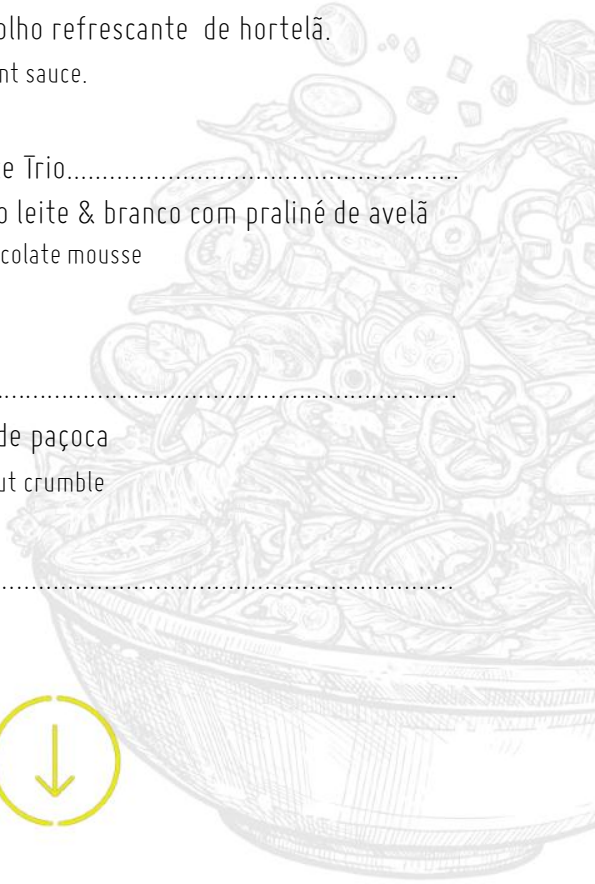 olho refrescante de hortelã.
nt sauce.
e Trio..........................................................
o leite & branco com praliné de avelã
colate mousse
....................................................................
de paçoca
ut crumble
....................................................................